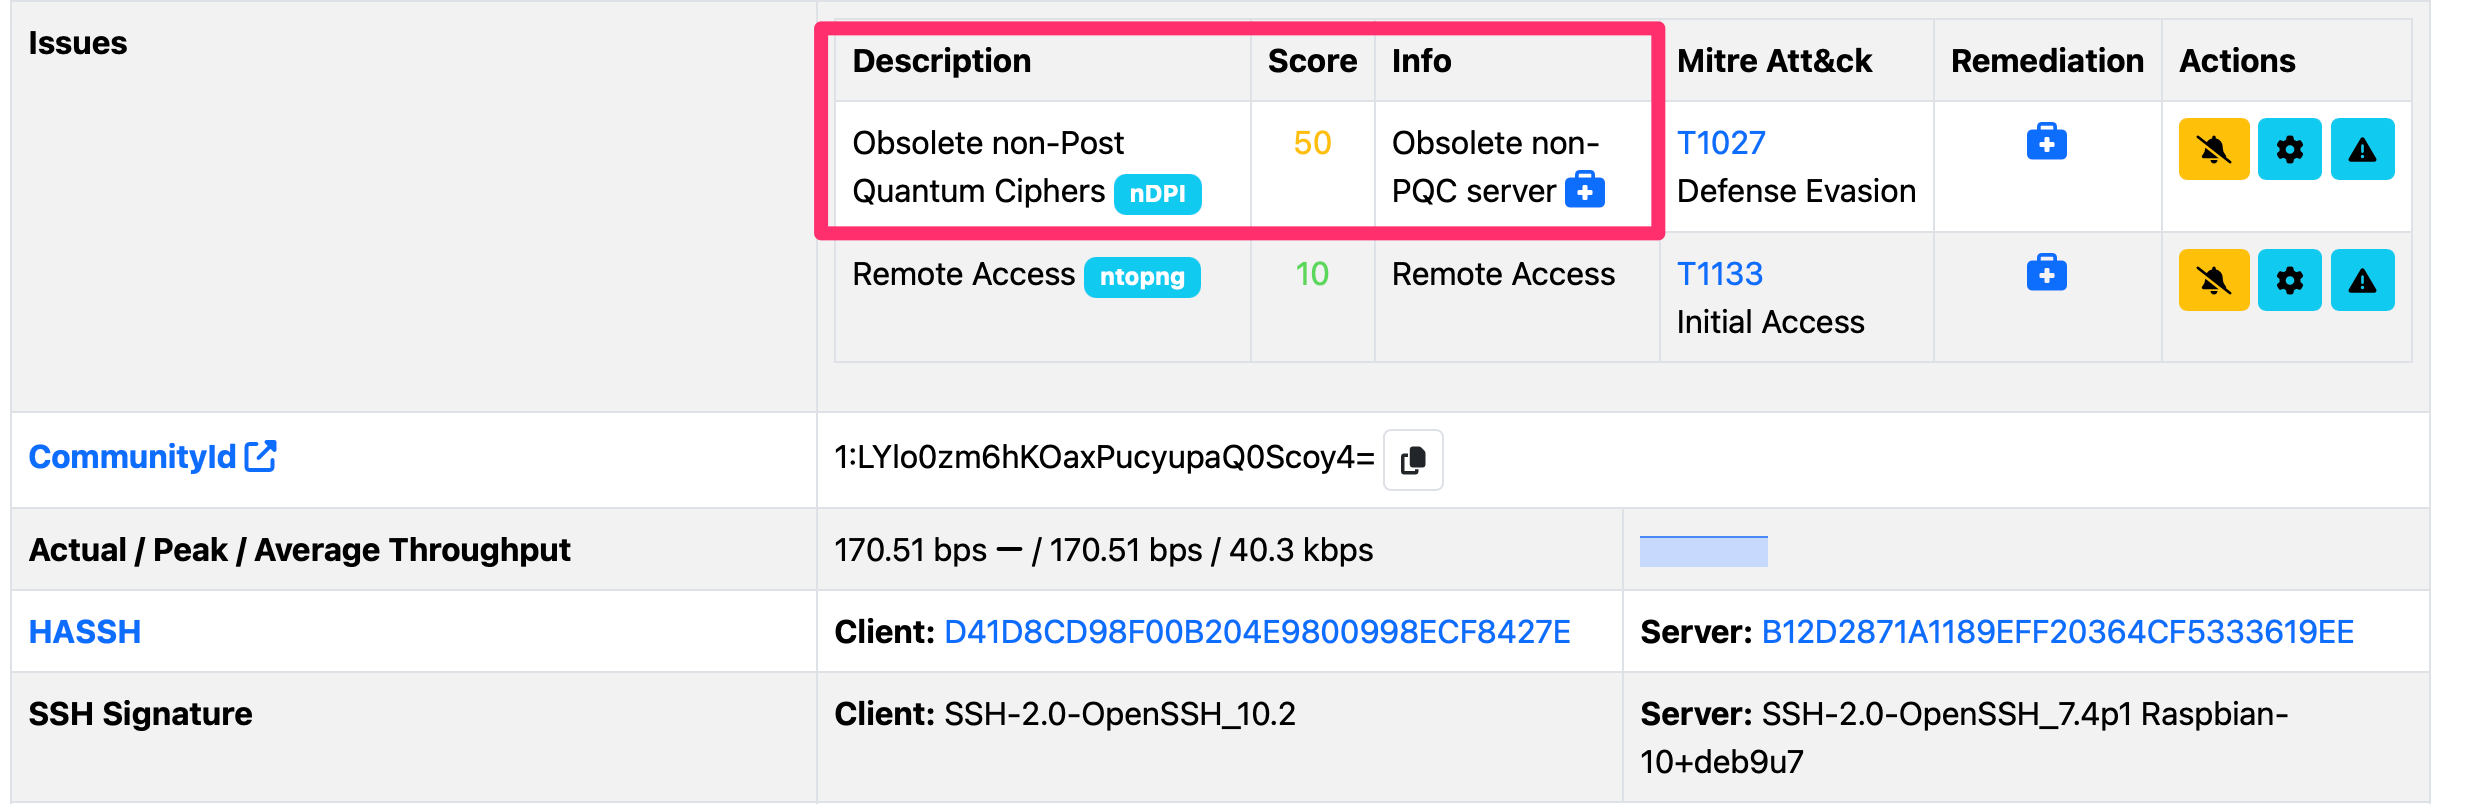 Issues
Description Score Info Mitre Att&ck Remediation Actions
Obsolete non-Post Quantum Ciphers nDPI 50 Obsolete non-PQC server T1027 Defense Evasion
Remote Access ntopng 10 Remote Access T1133 Initial Access
CommunityId 1:LYlo0zm6hKOaxPucyupaQ0Scoy4=
Actual / Peak / Average Throughput 170.51 bps — / 170.51 bps / 40.3 kbps
HASSH Client: D41D8CD98F00B204E9800998ECF8427E Server: B12D2871A1189EFF20364CF5333619EE
SSH Signature Client: SSH-2.0-OpenSSH_10.2 Server: SSH-2.0-OpenSSH_7.4p1 Raspbian-
10+deb9u7